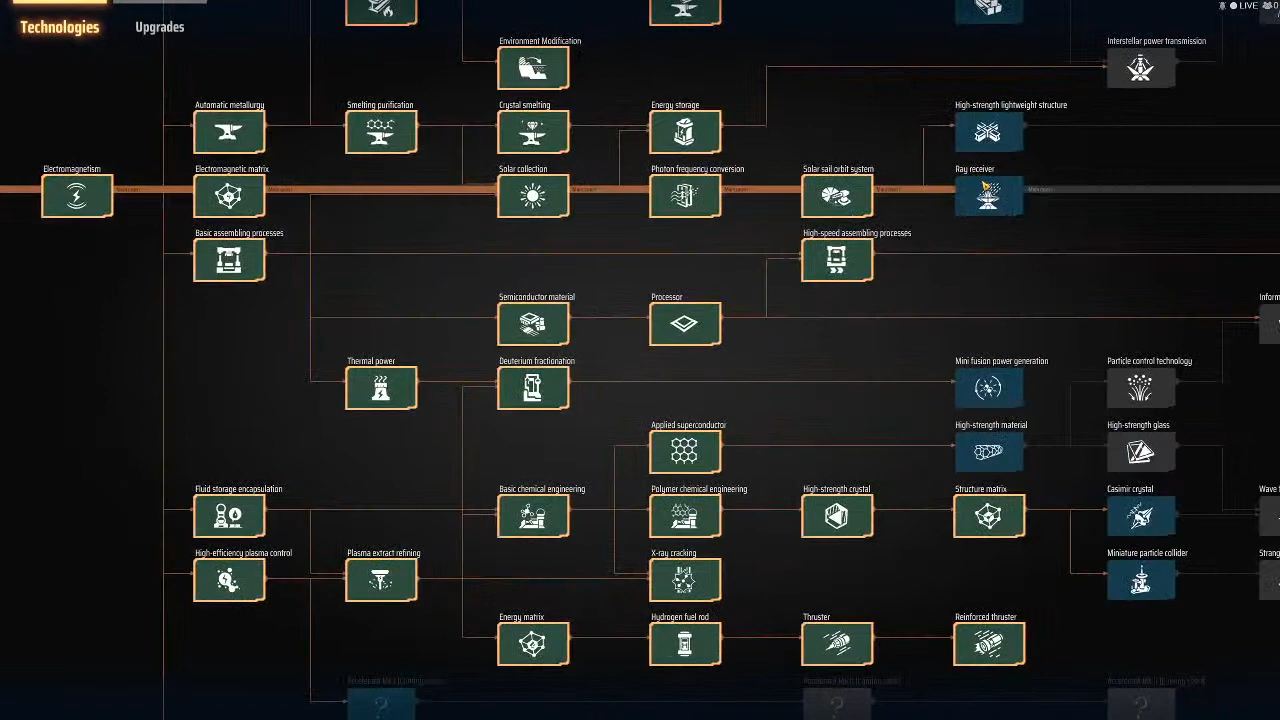 LIVE
Technologies
Upgrades
Environment Modification
Interstellar power transmission
Automatic metallurgy
Smelting purification
Crystal smelting
Energy storage
High-strength lightweight structure
Electromagnetism
Electromagnetic matrix
Solar collection
Photon frequency conversion
Solar sail orbit system
Ray receiver
Basic assembling processes
High-speed assembling processes
Semiconductor material
Processor
Inform
Thermal power
Deuterium fractionation
Mini fusion power generation
Particle control technology
Applied superconductor
High-strength material
High-strength glass
Fluid storage encapsulation
Basic chemical engineering
Polymer chemical engineering
High-strength crystal
Structure matrix
Casimir crystal
Wave
High-efficiency plasma control
Plasma extract refining
X-ray cracking
Miniature particle collider
Strang
Energy matrix
Hydrogen fuel rod
Thruster
Reinforced thruster